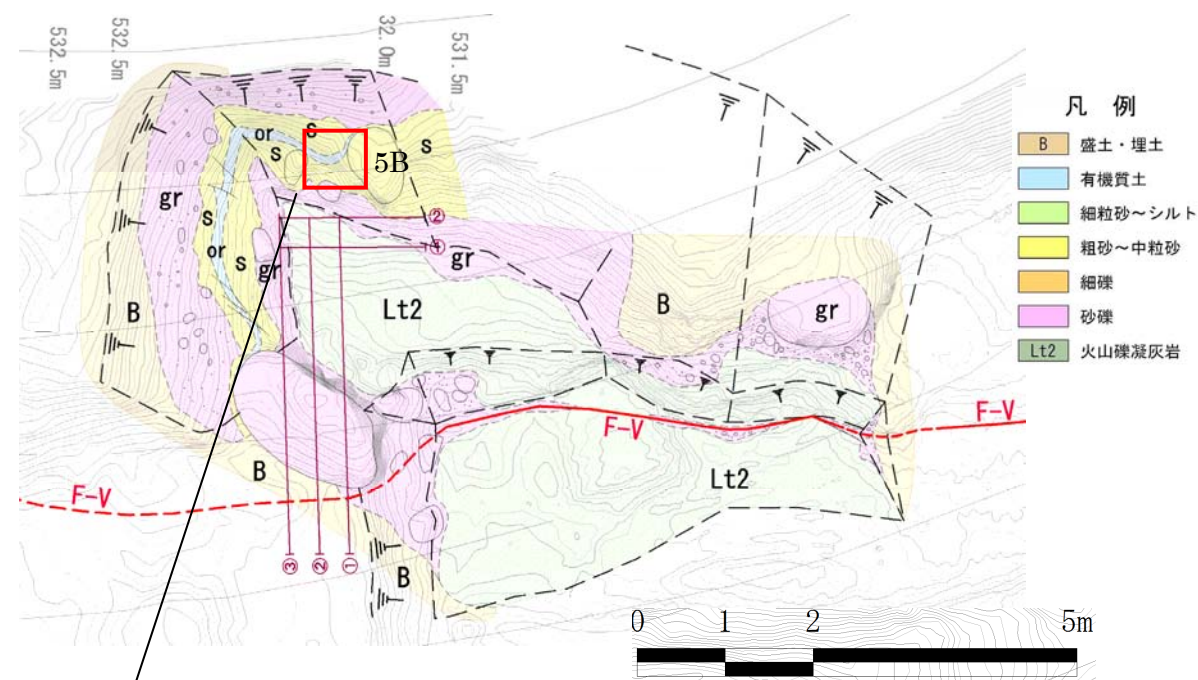 532.5m
532.5m
32.0m
531.5m
or
s
s
s
5B
gr
s
or
s
gr
②
gr
B
Lt2
B
gr
F-V
F-V
F-V
B
Lt2
③
②
①
B
凡 例
B 盛土・埋土
有機質土
細粒砂～シルト
粗砂～中粒砂
細礫
砂礫
Lt2 火山礫凝灰岩
0 1 2 5m